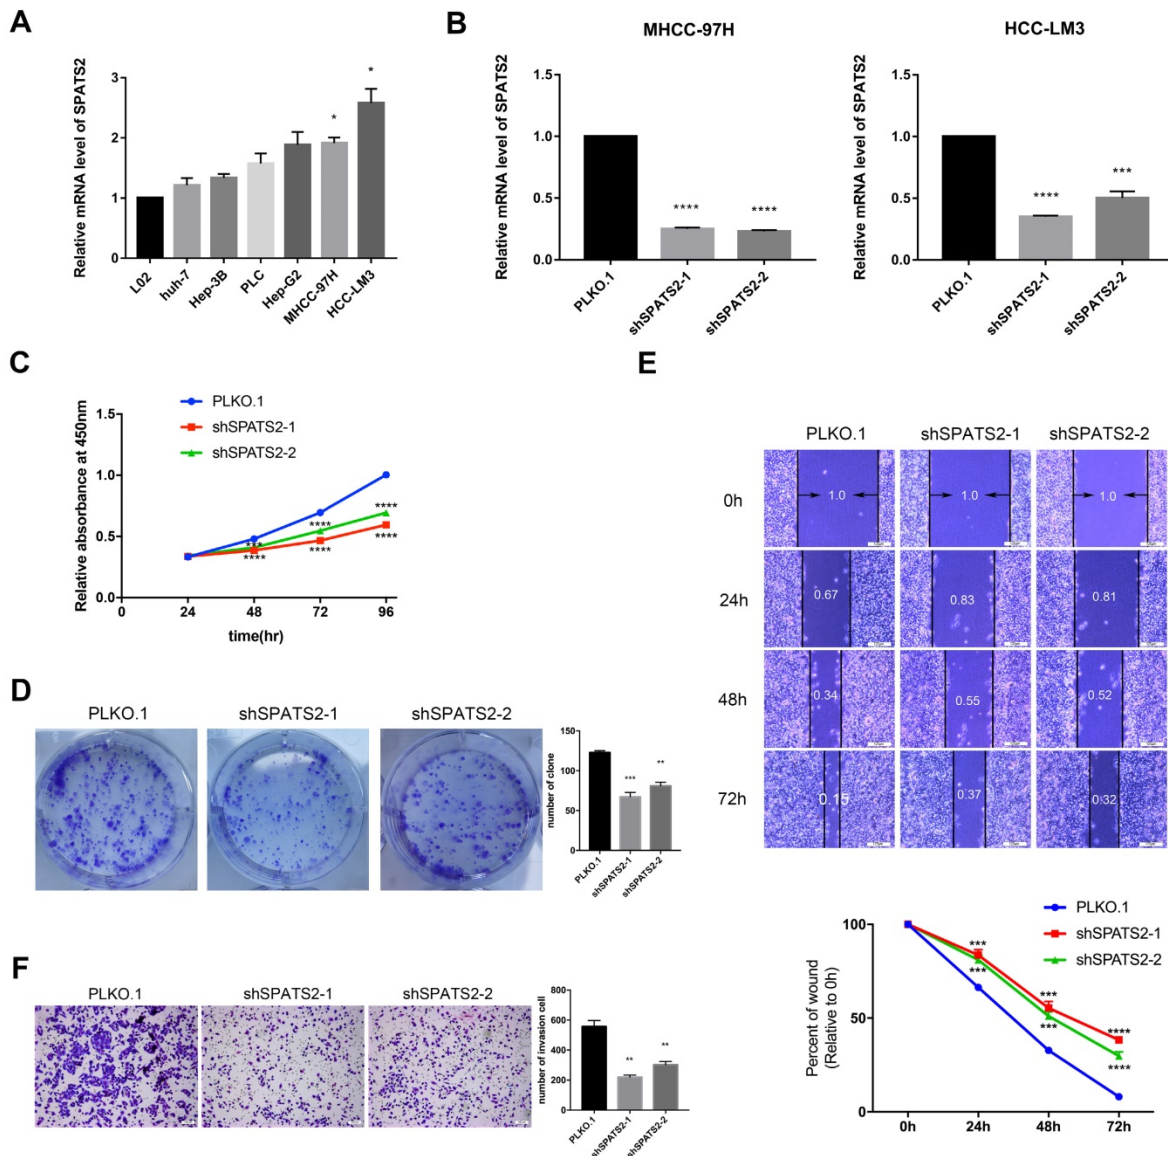 A
Relative mRNA level of SPATS2
3
2
1
0
*
*
L02
huh-7
Hep-3B
PLC
Hep-G2
MHCC-97H
HCC-LM3
B
MHCC-97H
Relative mRNA level of SPATS2
1.5
1.0
0.5
0.0
****
****
PLKO.1
shSPATS2-1
shSPATS2-2
HCC-LM3
Relative mRNA level of SPATS2
1.5
1.0
0.5
0.0
****
***
PLKO.1
shSPATS2-1
shSPATS2-2
C
PLKO.1
shSPATS2-1
shSPATS2-2
Relative absorbance at 450nm
1.5
1.0
0.5
0.0
***
****
****
****
****
****
0 24 48 72 96
time(hr)
D
PLKO.1 shSPATS2-1 shSPATS2-2
number of clone
150
100
50
0
***
**
PLKO.1
shSPATS2-1
shSPATS2-2
E
PLKO.1 shSPATS2-1 shSPATS2-2
0h
1.0 1.0 1.0
24h
0.67 0.83 0.81
48h
0.34 0.55 0.52
72h
0.15 0.37 0.32
PLKO.1
shSPATS2-1
shSPATS2-2
Percent of wound
(Relative to 0h)
100
50
0
***
***
***
***
****
****
0h 24h 48h 72h
F
PLKO.1 shSPATS2-1 shSPATS2-2
number of invasion cell
800
600
400
200
0
**
**
PLKO.1
shSPATS2-1
shSPATS2-2